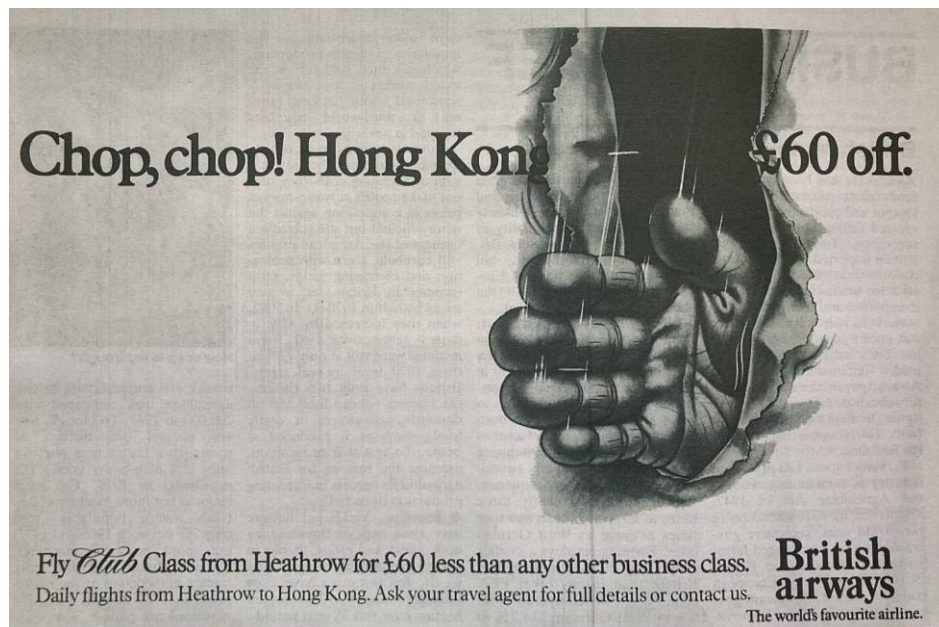 Chop, chop! Hong Kong £60 off.
Fly Club Class from Heathrow for £60 less than any other business class.
Daily flights from Heathrow to Hong Kong. Ask your travel agent for full details or contact us.
British
airways
The world's favourite airline.